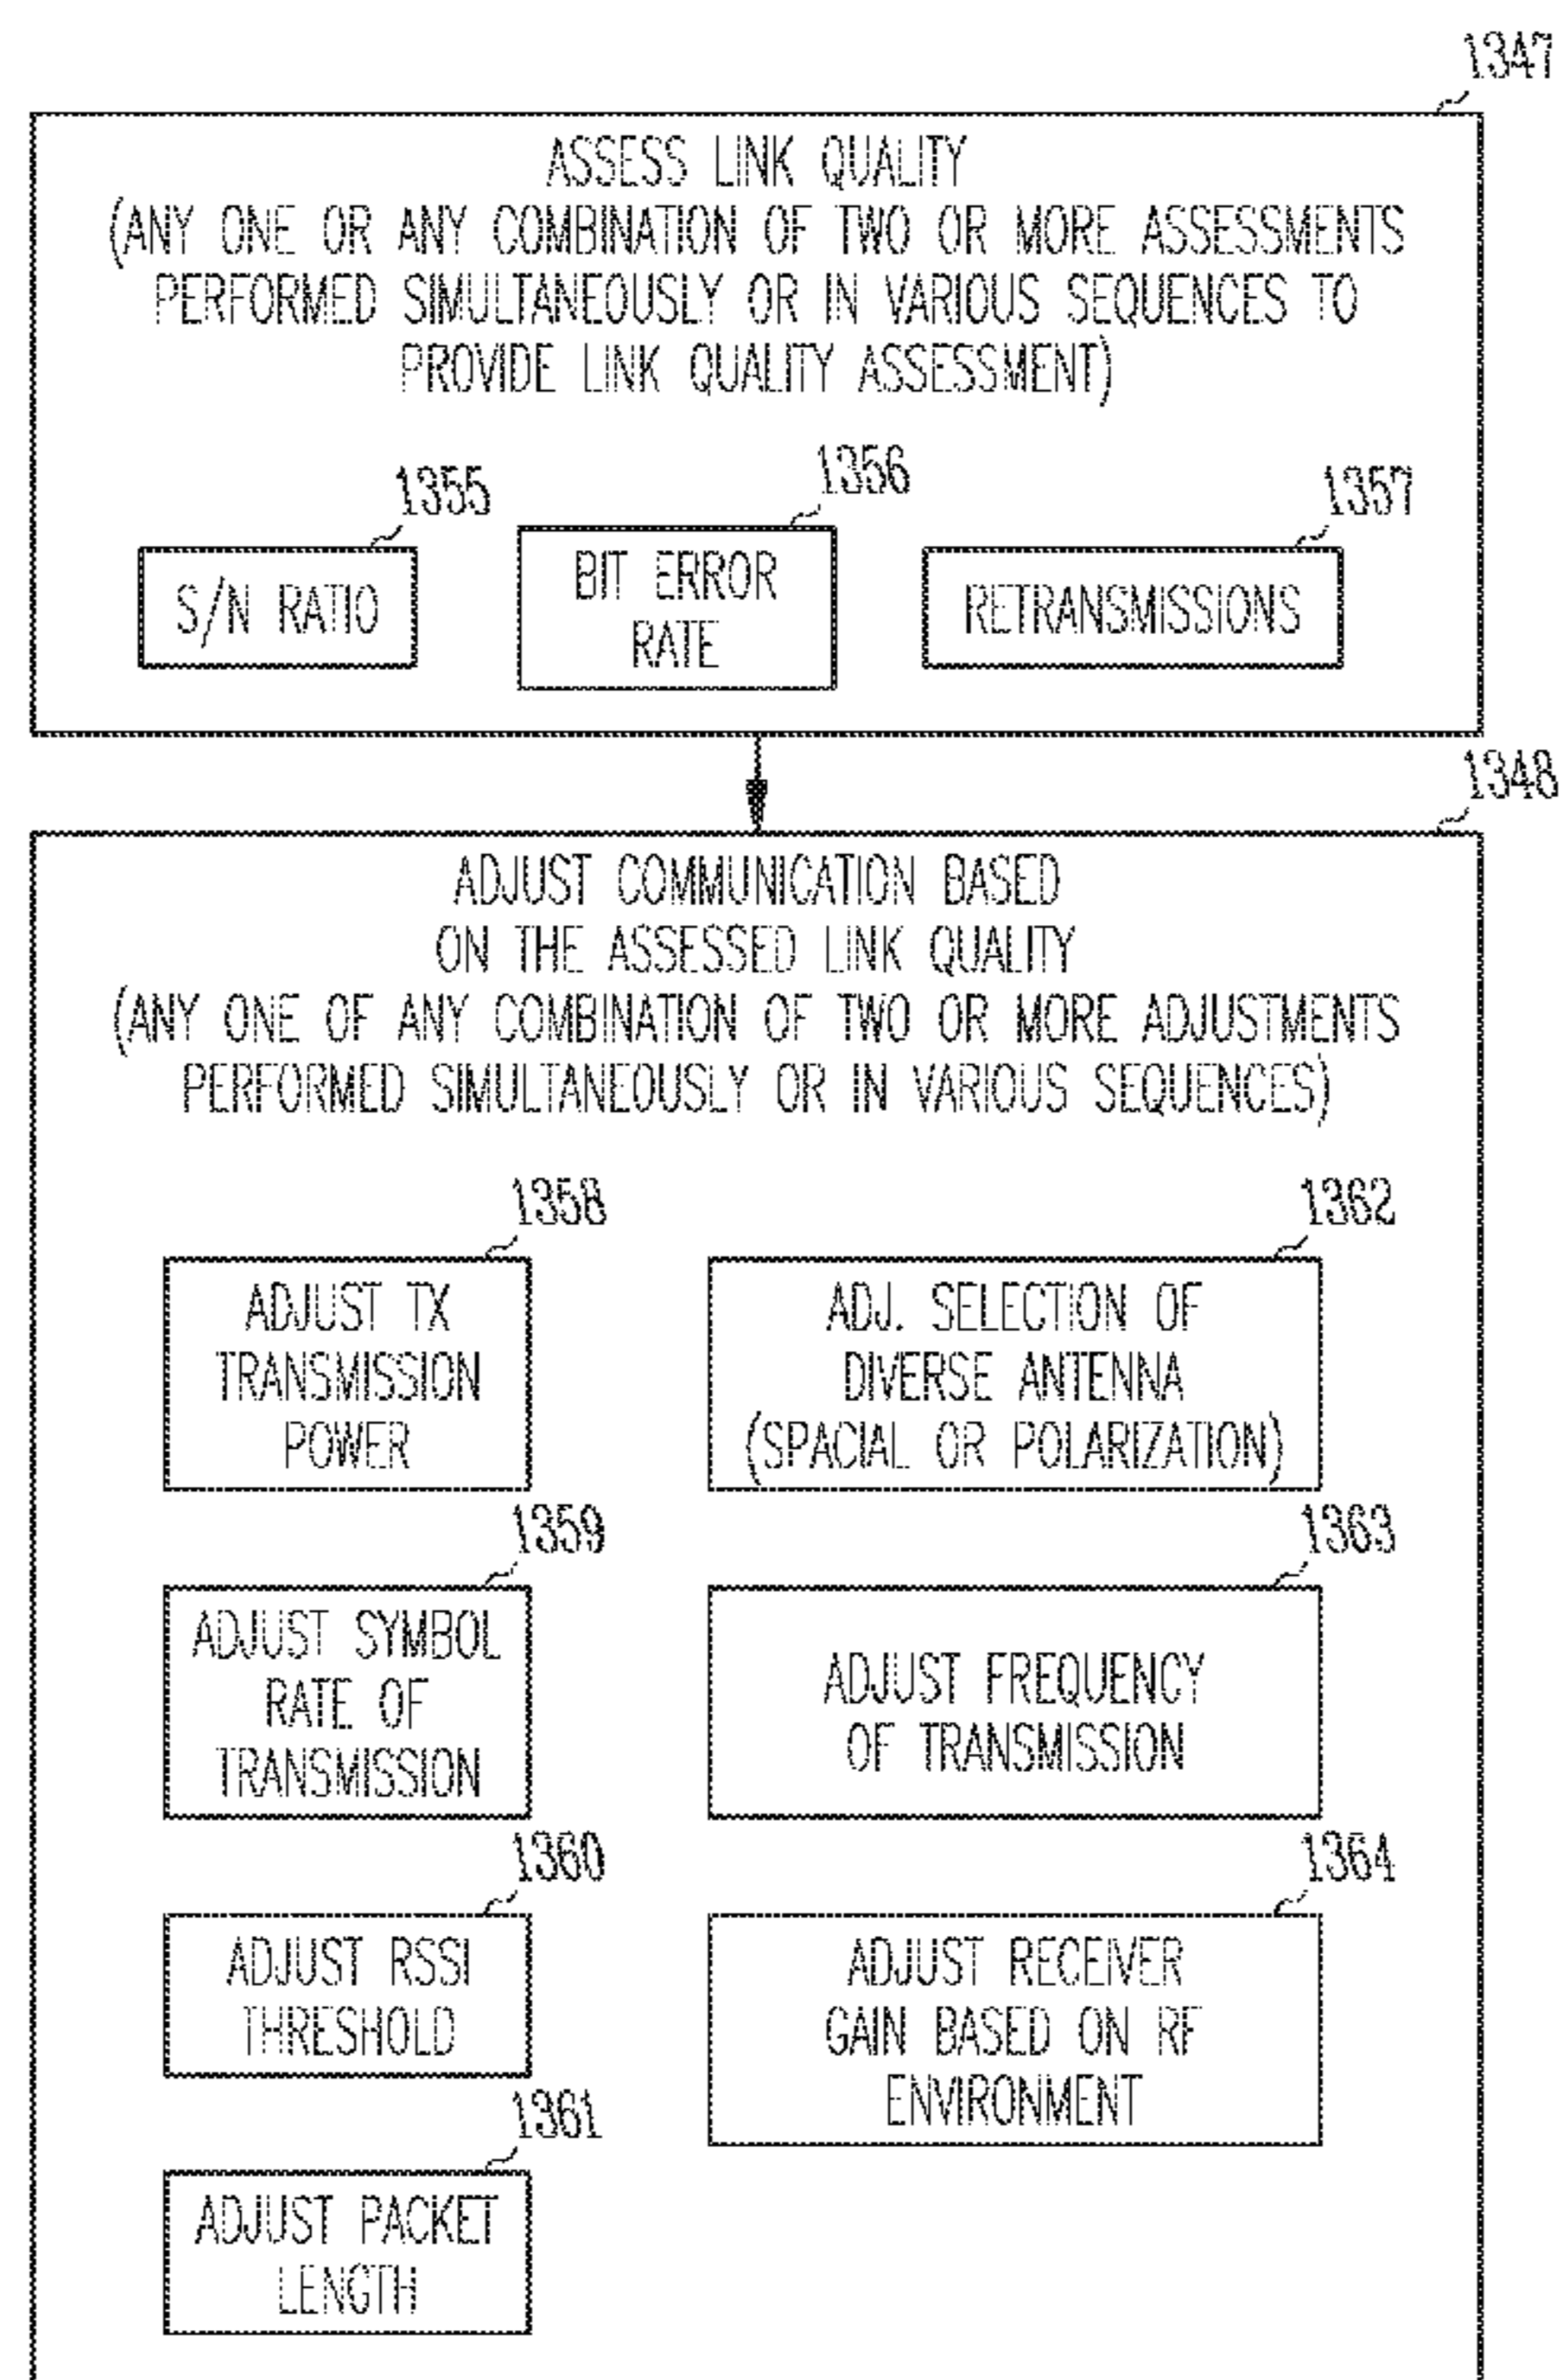 1347
ASSESS LINK QUALITY
(ANY ONE OR ANY COMBINATION OF TWO OR MORE ASSESSMENTS
PERFORMED SIMULTANEOUSLY OR IN VARIOUS SEQUENCES TO
PROVIDE LINK QUALITY ASSESSMENT)
1355
S/N RATIO
1356
BIT ERROR
RATE
1357
RETRANSMISSIONS
1348
ADJUST COMMUNICATION BASED
ON THE ASSESSED LINK QUALITY
(ANY ONE OF ANY COMBINATION OF TWO OR MORE ADJUSTMENTS
PERFORMED SIMULTANEOUSLY OR IN VARIOUS SEQUENCES)
1358
ADJUST TX
TRANSMISSION
POWER
1362
ADJ. SELECTION OF
DIVERSE ANTENNA
(SPACIAL OR POLARIZATION)
1359
ADJUST SYMBOL
RATE OF
TRANSMISSION
1363
ADJUST FREQUENCY
OF TRANSMISSION
1360
ADJUST RSSI
THRESHOLD
1364
ADJUST RECEIVER
GAIN BASED ON RF
ENVIRONMENT
1361
ADJUST PACKET
LENGTH